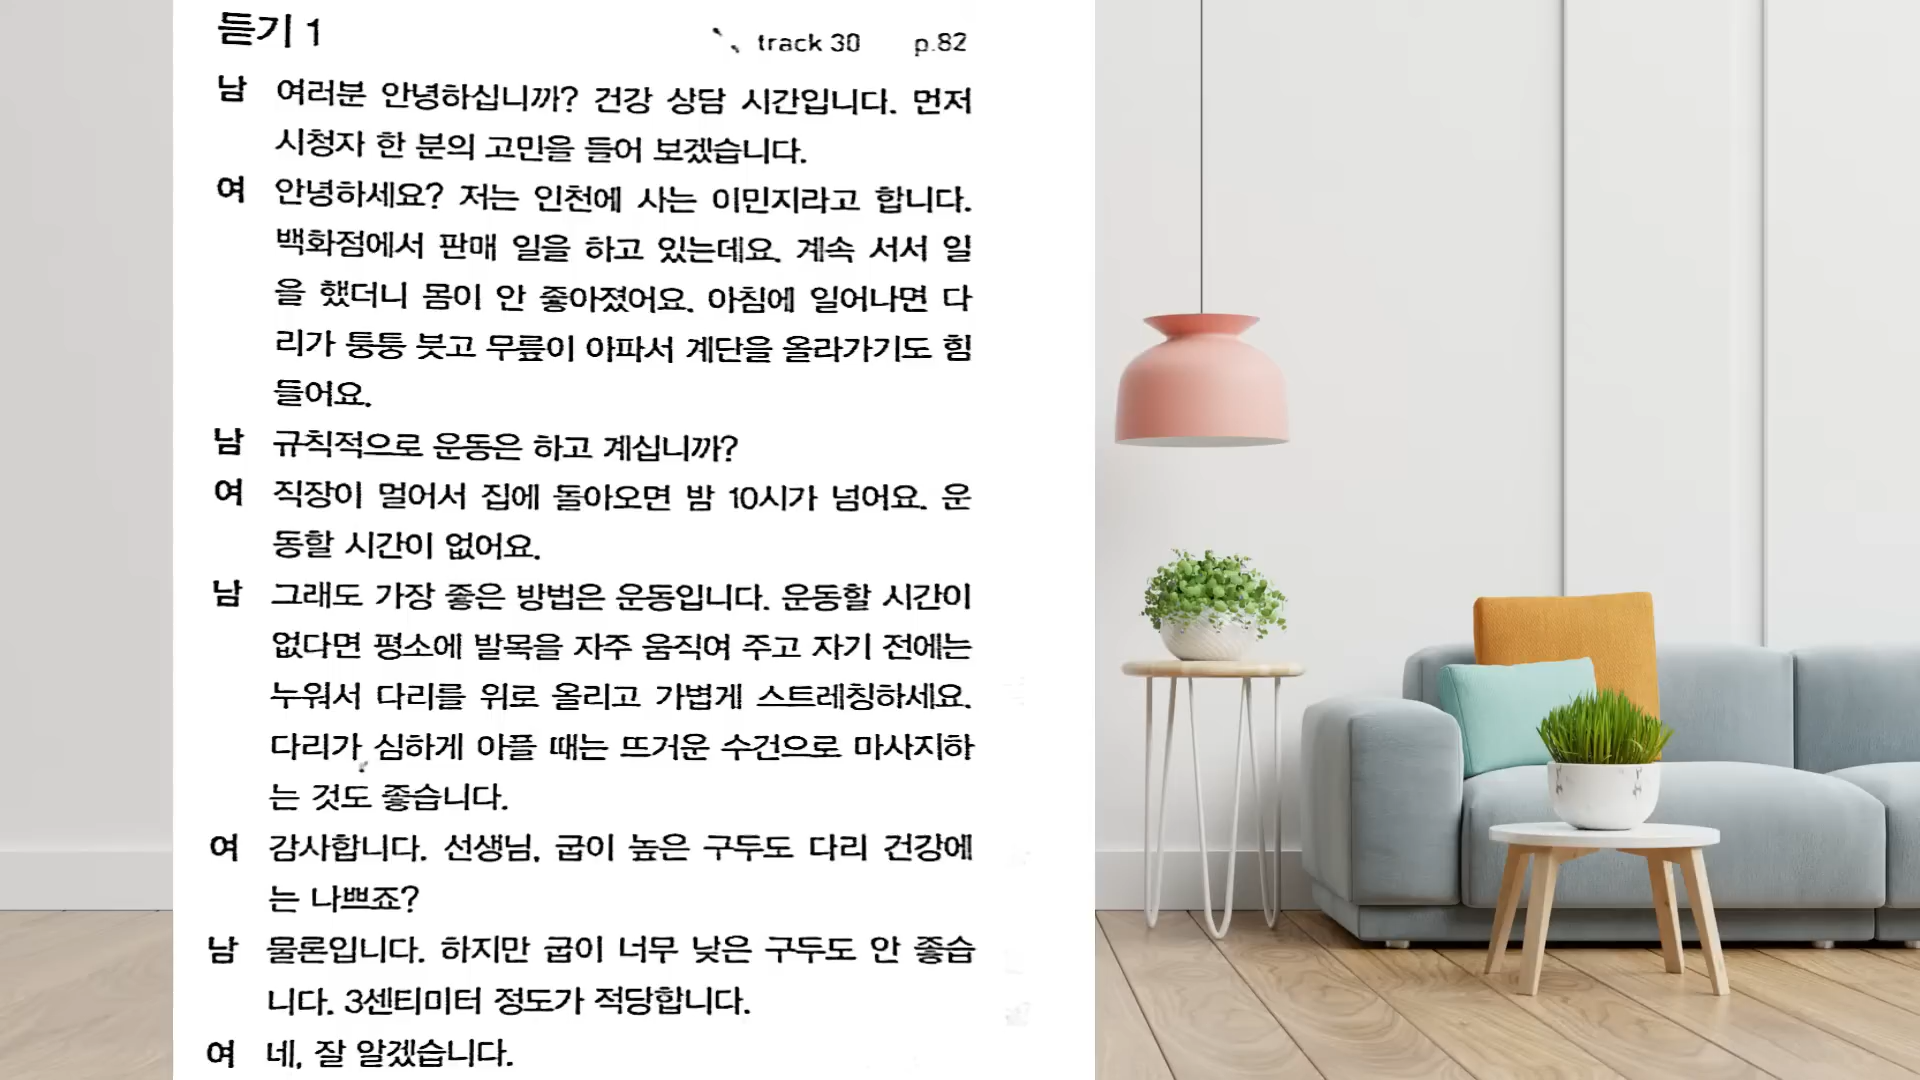 듣기 1
track 30 p.82
남 여러분 안녕하십니까? 건강 상담 시간입니다. 먼저
시청자 한 분의 고민을 들어 보겠습니다.
여 안녕하세요? 저는 인천에 사는 이민지라고 합니다.
백화점에서 판매 일을 하고 있는데요. 계속 서서 일
을 했더니 몸이 안 좋아졌어요. 아침에 일어나면 다
리가 퉁퉁 붓고 무릎이 아파서 계단을 올라가기도 힘
들어요.
남 규칙적으로 운동은 하고 계십니까?
여 직장이 멀어서 집에 돌아오면 밤 10시가 넘어요. 운
동할 시간이 없어요.
남 그래도 가장 좋은 방법은 운동입니다. 운동할 시간이
없다면 평소에 발목을 자주 움직여 주고 자기 전에는
누워서 다리를 위로 올리고 가볍게 스트레칭하세요.
다리가 심하게 아플 때는 뜨거운 수건으로 마사지하
는 것도 좋습니다.
여 감사합니다. 선생님, 굽이 높은 구두도 다리 건강에
는 나쁘죠?
남 물론입니다. 하지만 굽이 너무 낮은 구두도 안 좋습
니다. 3센티미터 정도가 적당합니다.
여 네, 잘 알겠습니다.